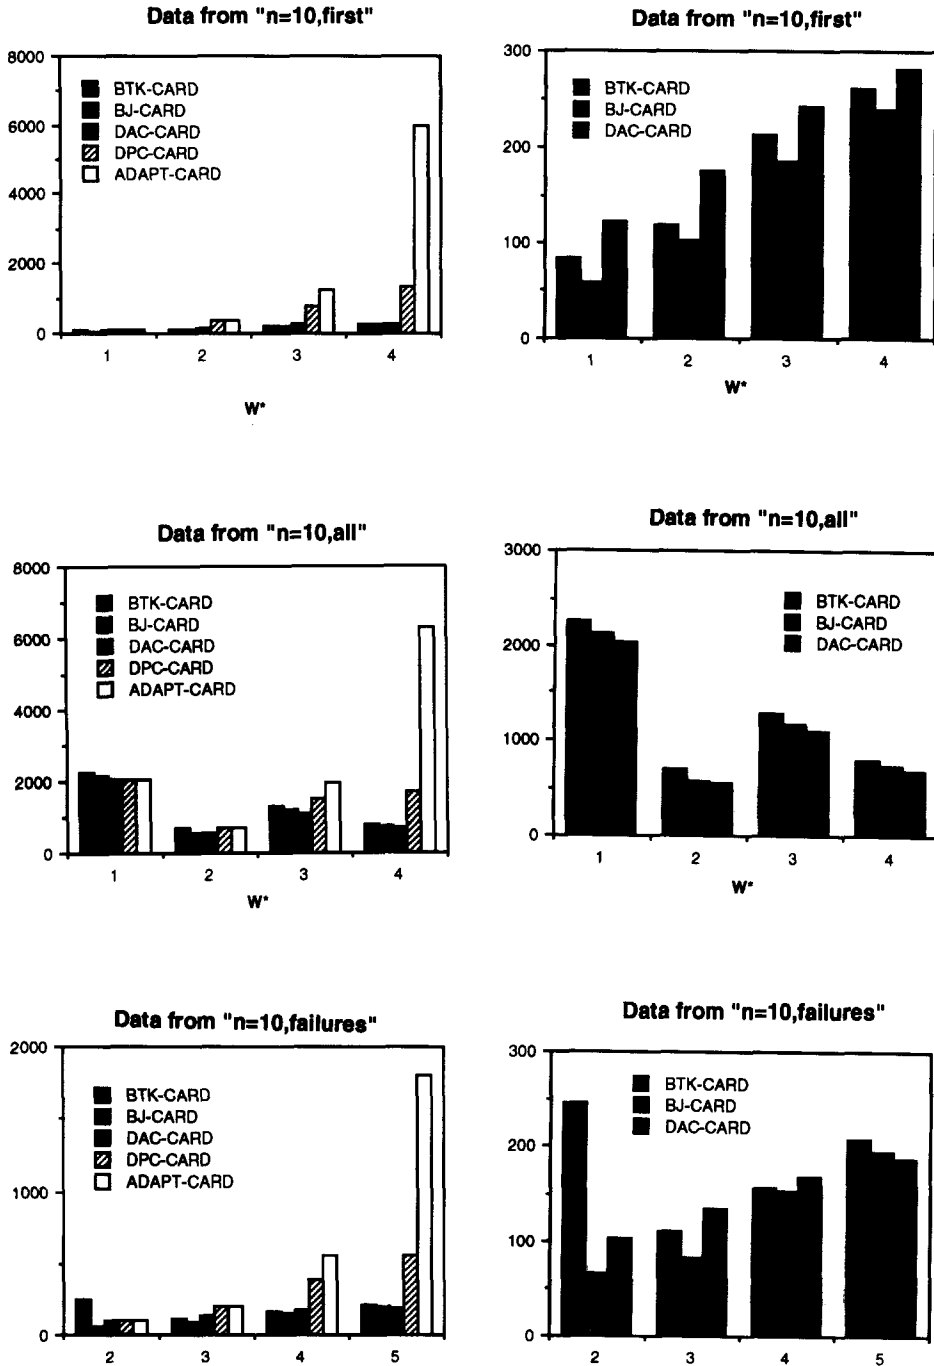 Data from "n=10,first"
8000
6000
4000
2000
0
BTK-CARD
BJ-CARD
DAC-CARD
DPC-CARD
ADAPT-CARD
1 2 3 4
W*
Data from "n=10,first"
300
200
100
0
BTK-CARD
BJ-CARD
DAC-CARD
1 2 3 4
W*
Data from "n=10,all"
8000
6000
4000
2000
0
BTK-CARD
BJ-CARD
DAC-CARD
DPC-CARD
ADAPT-CARD
1 2 3 4
W*
Data from "n=10,all"
3000
2000
1000
0
BTK-CARD
BJ-CARD
DAC-CARD
1 2 3 4
W*
Data from "n=10,failures"
2000
1000
0
BTK-CARD
BJ-CARD
DAC-CARD
DPC-CARD
ADAPT-CARD
2 3 4 5
Data from "n=10,failures"
300
200
100
0
BTK-CARD
BJ-CARD
DAC-CARD
2 3 4 5